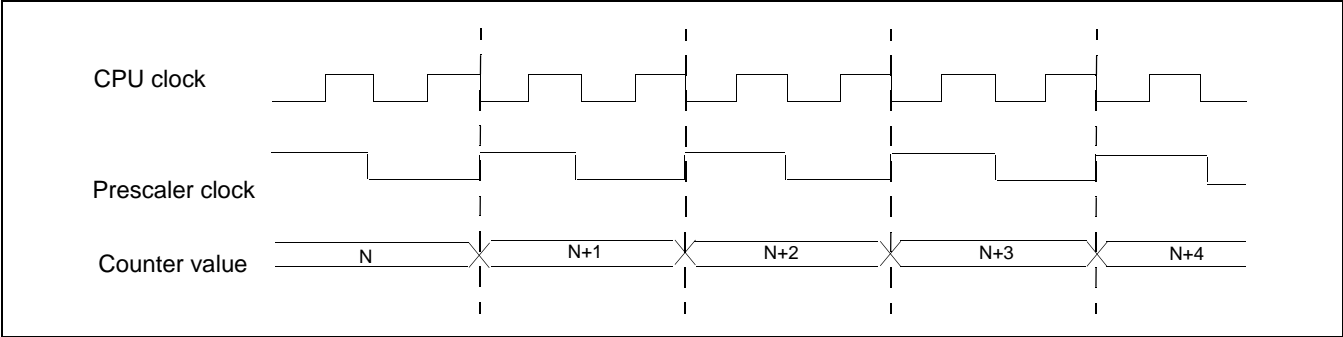 CPU clock
Prescaler clock
Counter value
N
N+1
N+2
N+3
N+4